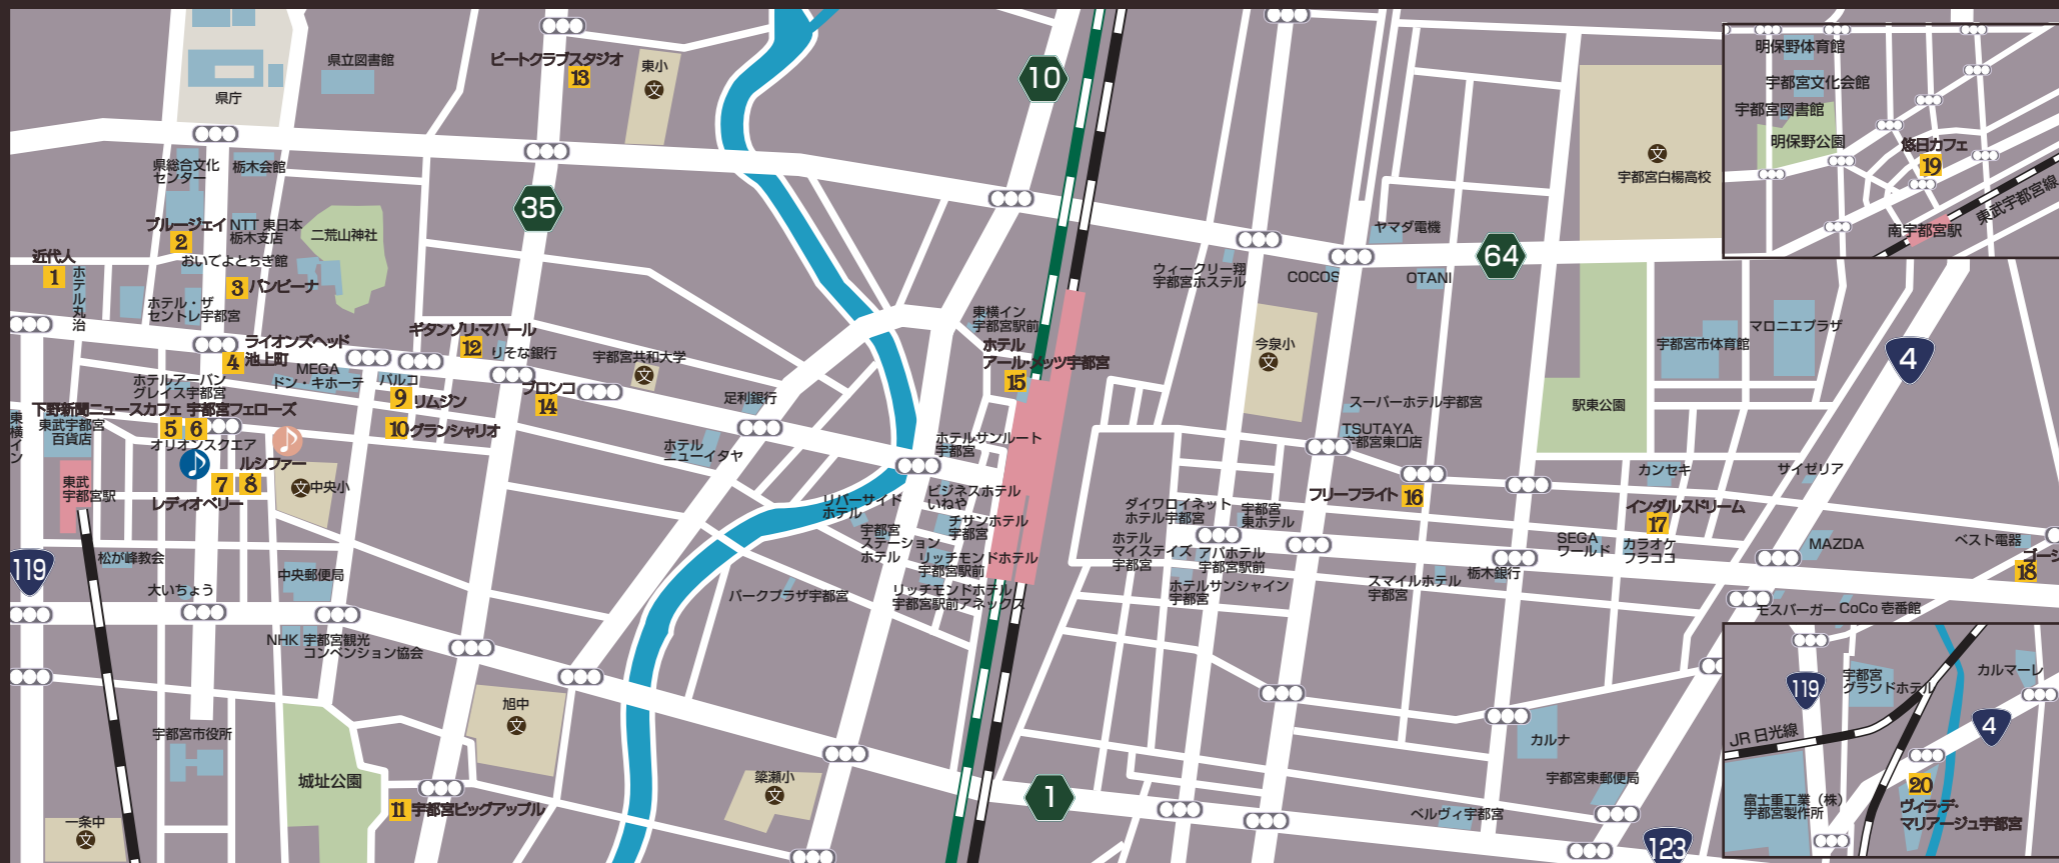 県庁
県立図書館
ビートクラブスタジオ
13
東小
文
10
県総合文化
センター
栃木会館
35
ブルージェイ
2
NTT 東日本
栃木支店
二荒山神社
近代人
1
ホテル丸治
おいでよとちぎ館
3
バンビーナ
ホテル・ザ
セントレ宇都宮
ライオンズヘッド
池上町
4
ギタンゾリ・マハール
12
りそな銀行
宇都宮共和大学
文
MEGA
ドン・キホーテ
ホテルアーバン
グレイス宇都宮
パルコ
9
リムジン
10
グランシャリオ
ブロンコ
14
足利銀行
ホテル
ニューイタヤ
下野新聞ニュースカフェ
宇都宮フェローズ
5
6
東横イン
東武宇都宮
百貨店
オリオンスクエア
ルシファー
7
8
レディオベリー
文
中央小
東武
宇都宮駅
119
松が峰教会
大いちょう
中央郵便局
NHK
宇都宮観光
コンベンション協会
宇都宮市役所
城址公園
旭中
文
11
宇都宮ビッグアップル
一条中
文
簗瀬小
文
パークプラザ宇都宮
リバーサイド
ホテル
宇都宮
ステーション
ホテル
ホテルサンルート
宇都宮
ビジネスホテル
いねや
チサンホテル
宇都宮
リッチモンドホテル
宇都宮駅前
リッチモンドホテル
宇都宮駅前アネックス
東横イン
宇都宮駅前
ホテル
アール・メッツ宇都宮
15
1
ウィークリー翔
宇都宮ホステル
COCOS
ヤマダ電機
OTANI
64
文
宇都宮白楊高校
今泉小
文
スーパーホテル宇都宮
TSUTAYA
宇都宮東口店
フリーフライト
16
ダイワロイネット
ホテル宇都宮
宇都宮
東ホテル
ホテル
マイステイズ
宇都宮
アパホテル
宇都宮駅前
ホテルサンシャイン
宇都宮
スマイルホテル
宇都宮
栃木銀行
駅東公園
宇都宮市体育館
マロニエプラザ
4
カンセキ
サイゼリア
インダルスドリーム
17
SEGA
ワールド
カラオケ
フラココ
MAZDA
ベスト電器
18
モスバーガー
CoCo 壱番館
カルナ
宇都宮東郵便局
ベルヴィ宇都宮
123
明保野体育館
宇都宮文化会館
宇都宮図書館
明保野公園
悠日カフェ
19
南宇都宮駅
東武宇都宮線
119
宇都宮
グランドホテル
カルマーレ
JR 日光線
4
富士重工業（株）
宇都宮製作所
20
ヴィラ・デ・
マリアージュ宇都宮